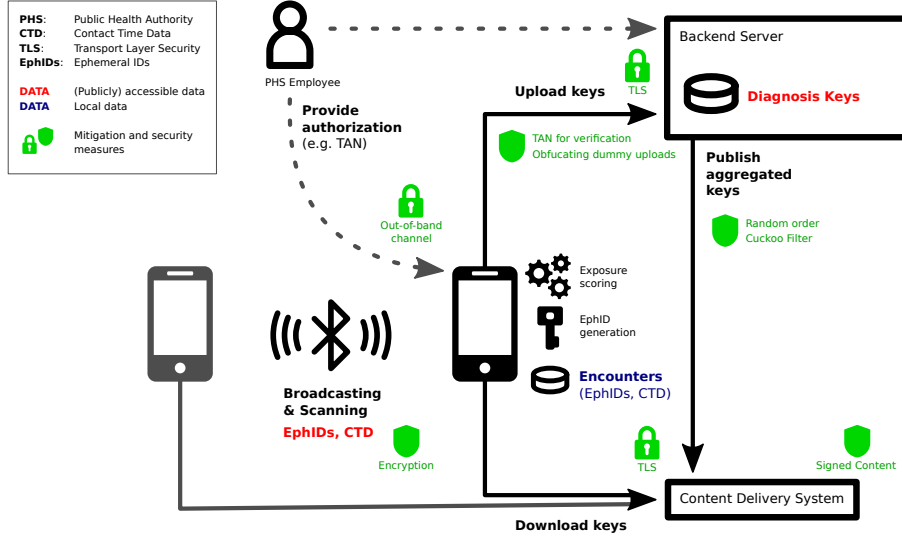 PHS: Public Health Authority
CTD: Contact Time Data
TLS: Transport Layer Security
EphIDs: Ephemeral IDs
DATA (Publicly) accessible data
DATA Local data
Mitigation and security
measures
PHS Employee
Provide
authorization
(e.g. TAN)
Out-of-band
channel
Upload keys
TLS
TAN for verification
Obfucating dummy uploads
Backend Server
Diagnosis Keys
Publish
aggregated
keys
Random order
Cuckoo Filter
Exposure
scoring
EphID
generation
Encounters
(EphIDs, CTD)
Broadcasting
& Scanning
EphIDs, CTD
Encryption
TLS
Signed Content
Content Delivery System
Download keys